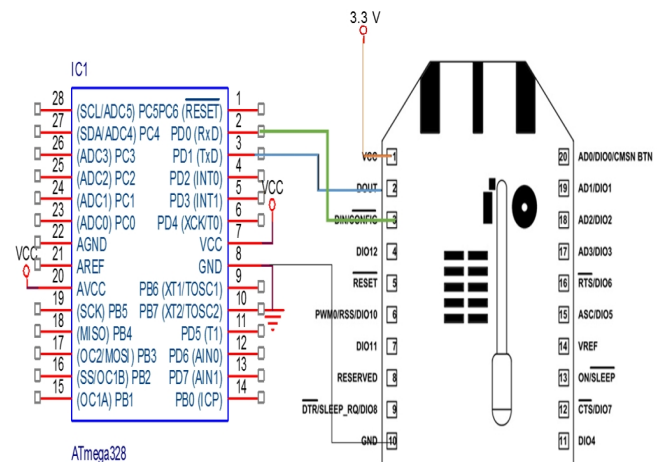 3.3 V
IC1
28 (SCL/ADC5) PC5
27 (SDA/ADC4) PC4
26 (ADC3) PC3
25 (ADC2) PC2
24 (ADC1) PC1
23 (ADC0) PC0
22 AGND
21 AREF
20 AVCC
19 (SCK) PB5
18 (MISO) PB4
17 (OC2/MOSI) PB3
16 (SS/OC1B) PB2
15 (OC1A) PB1
VCC
PC6 (RESET) 1
PD0 (RxD) 2
PD1 (TxD) 3
PD2 (INT0) 4
PD3 (INT1) 5
PD4 (XCK/T0) 6
VCC 7
GND 8
PB6 (XT1/TOSC1) 9
PB7 (XT2/TOSC2) 10
PD5 (T1) 11
PD6 (AIN0) 12
PD7 (AIN1) 13
PB0 (ICP) 14
VCC
ATmega328
VCC 1
DOUT 2
DIN/CONFIG 3
DIO12 4
RESET 5
PWM0/RSS/DIO10 6
DIO11 7
RESERVED 8
DTR/SLEEP_RQ/DIO8 9
GND 10
20 AD0/DIO0/CMSN BTN
19 AD1/DIO1
18 AD2/DIO2
17 AD3/DIO3
16 RTS/DIO6
15 ASC/DIO5
14 VREF
13 ON/SLEEP
12 CTS/DIO7
11 DIO4